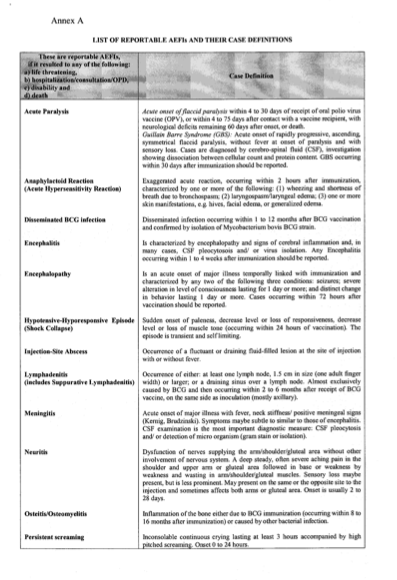 Annex A
LIST OF REPORTABLE AEFIs AND THEIR CASE DEFINITIONS
These are reportable AEFIs,
if it resulted to any of the following:
a) life threatening,
b) hospitalization/consultation/OPD,
c) disability and
d) death
Case Definition
Acute Paralysis
Acute onset of flaccid paralysis within 4 to 30 days of receipt of oral polio virus
vaccine (OPV), or within 4 to 75 days after contact with a vaccine recipient, with
neurological deficits remaining 60 days after onset, or death.
Guillain Barre Syndrome (GBS): Acute onset of rapidly progressive, ascending,
symmetrical flaccid paralysis, without fever at onset of paralysis and with
sensory loss. Cases are diagnosed by cerebro-spinal fluid (CSF), investigation
showing dissociation between cellular count and protein content. GBS occurring
within 30 days after immunization should be reported.
Anaphylactoid Reaction
(Acute Hypersensitivity Reaction)
Exaggerated acute reaction, occurring within 2 hours after immunization,
characterized by one or more of the following: (1) wheezing and shortness of
breath due to bronchospasm; (2) laryngospasm/laryngeal edema; (3) one or more
skin manifestations, e.g. hives, facial edema, or generalized edema.
Disseminated BCG infection
Disseminated infection occurring within 1 to 12 months after BCG vaccination
and confirmed by isolation of Mycobacterium bovis BCG strain.
Encephalitis
Is characterized by encephalopathy and signs of cerebral inflammation and, in
many cases, CSF pleocytosis and/ or virus isolation. Any Encephalitis
occurring within 1 to 4 weeks after immunization should be reported.
Encephalopathy
Is an acute onset of major illness temporally linked with immunization and
characterized by any two of the following three conditions: seizures; severe
alteration in level of consciousness lasting for 1 day or more; and distinct change
in behavior lasting 1 day or more. Cases occurring within 72 hours after
vaccination should be reported.
Hypotensive-Hyporesponsive Episode
(Shock Collapse)
Sudden onset of paleness, decrease level or loss of responsiveness, decrease
level or loss of muscle tone (occurring within 24 hours of vaccination). The
episode is transient and self limiting.
Injection-Site Abscess
Occurrence of a fluctuant or draining fluid-filled lesion at the site of injection
with or without fever.
Lymphadenitis
(includes Suppurative Lymphadenitis)
Occurrence of either: at least one lymph node, 1.5 cm in size (one adult finger
width) or larger; or a draining sinus over a lymph node. Almost exclusively
caused by BCG and then occurring within 2 to 6 months after receipt of BCG
vaccine, on the same side as inoculation (mostly axillary).
Meningitis
Acute onset of major illness with fever, neck stiffness/ positive meningeal signs
(Kernig, Brudzinski). Symptoms maybe subtle to similar to those of encephalitis.
CSF examination is the most important diagnostic measure: CSF pleocytosis
and/ or detection of micro organism (gram stain or isolation).
Neuritis
Dysfunction of nerves supplying the arm/shoulder/gluteal area without other
involvement of nervous system. A deep steady, often severe aching pain in the
shoulder and upper arm or gluteal area followed in hase or weakness by
weakness and wasting in arm/shoulder/gluteal muscles. Sensory loss maybe
present, but is less prominent. May present on the same or the opposite site to the
injection and sometimes affects both arms or gluteal area. Onset is usually 2 to
28 days.
Osteitis/Osteomyelitis
Inflammation of the bone either due to BCG immunization (occurring within 8 to
16 months after immunization) or caused by other bacterial infection.
Persistent screaming
Inconsolable continuous crying lasting at least 3 hours accompanied by high
pitched screaming. Onset 0 to 24 hours.